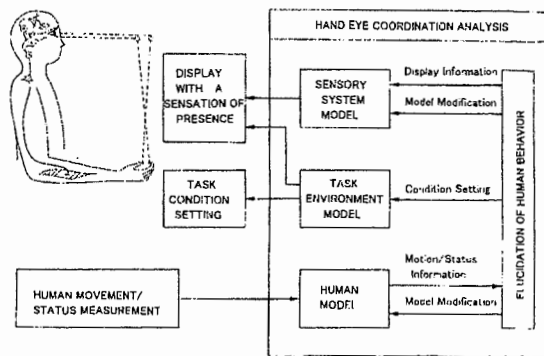 HAND EYE COORDINATION ANALYSIS
DISPLAY
WITH A
SENSATION OF
PRESENCE
SENSORY
SYSTEM
MODEL
Display Information
Model Modification
TASK
CONDITION
SETTING
TASK
ENVIRONMENT
MODEL
Condition Setting
HUMAN MOVEMENT/
STATUS MEASUREMENT
HUMAN
MODEL
Motion/Status
Information
Model Modification
ELUCIDATION OF HUMAN BEHAVIOR